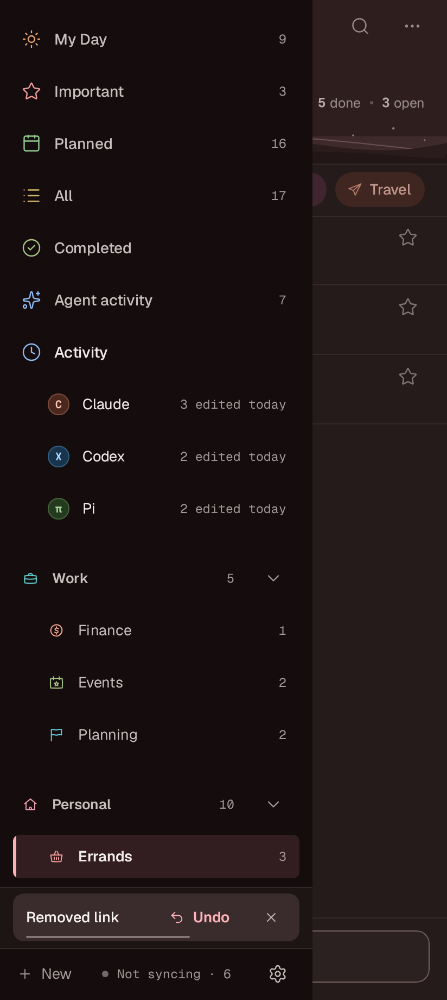 My Day 9
5 done • 3 open
Important 3
Planned 16
Travel
All 17
Completed
Agent activity 7
Activity
C Claude 3 edited today
X Codex 2 edited today
π Pi 2 edited today
Work 5
Finance 1
Events 2
Planning 2
Personal 10
Errands 3
Removed link Undo
New Not syncing · 6